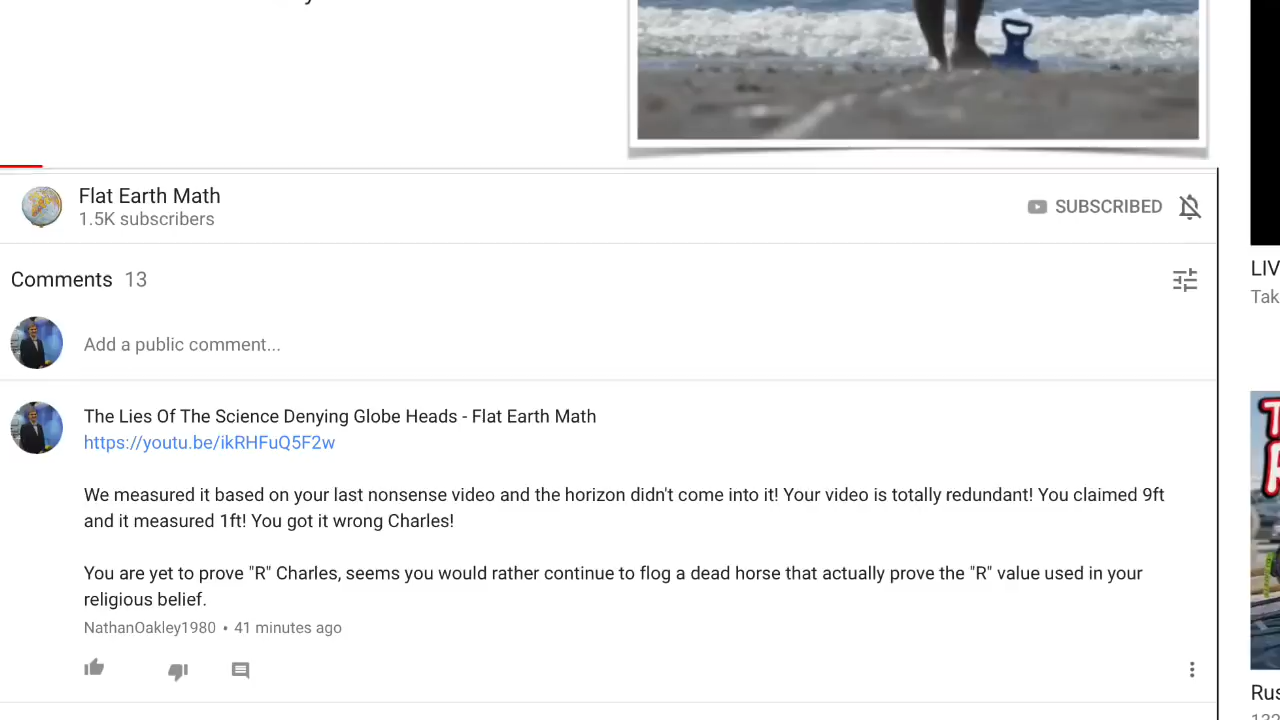 Flat Earth Math
1.5K subscribers
SUBSCRIBED
Comments 13
Add a public comment...
The Lies Of The Science Denying Globe Heads - Flat Earth Math
https://youtu.be/ikRHFuQ5F2w
We measured it based on your last nonsense video and the horizon didn't come into it! Your video is totally redundant! You claimed 9ft
and it measured 1ft! You got it wrong Charles!
You are yet to prove "R" Charles, seems you would rather continue to flog a dead horse that actually prove the "R" value used in your
religious belief.
NathanOakley1980 • 41 minutes ago
LIV
Tak
Rus